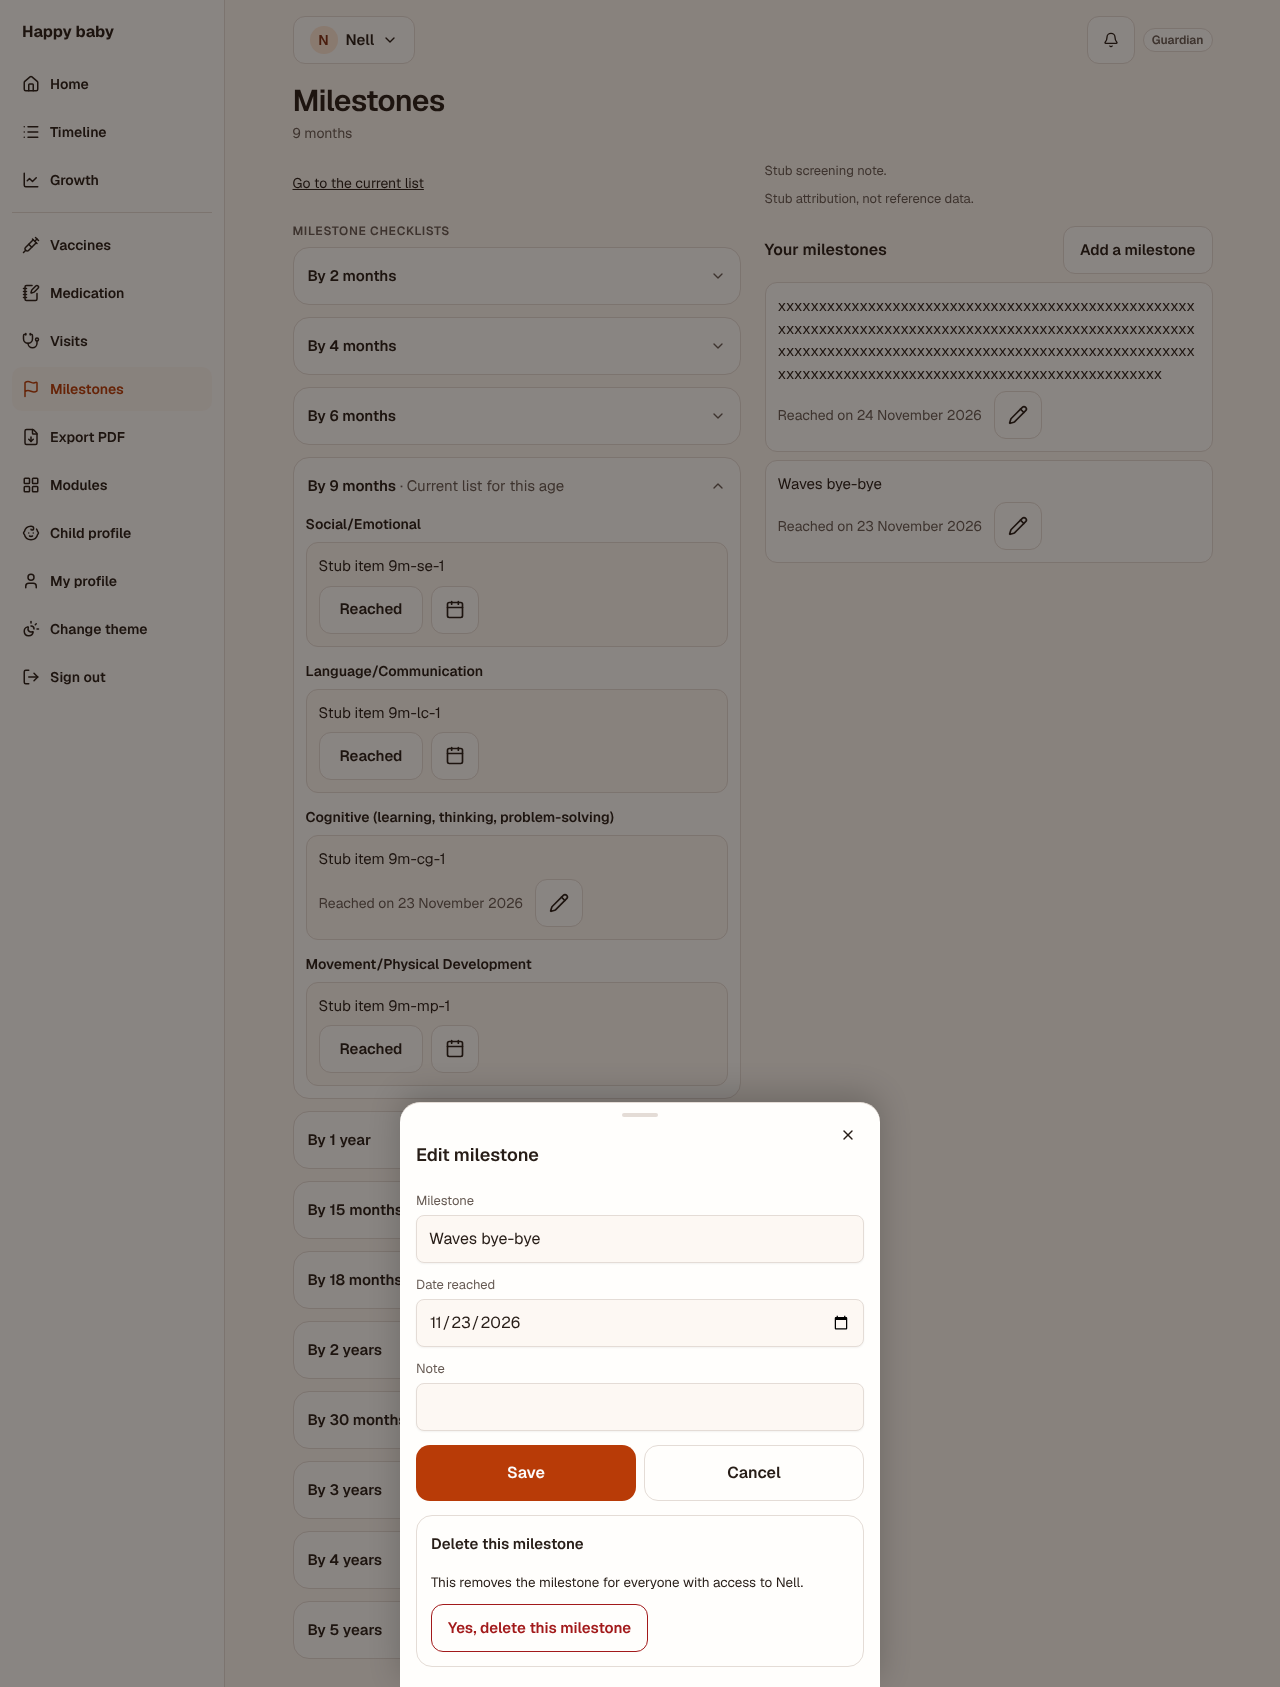 Happy baby
Home
Timeline
Growth
Vaccines
Medication
Visits
Milestones
Export PDF
Modules
Child profile
My profile
Change theme
Sign out
N Nell
Guardian
Milestones
9 months
Go to the current list
MILESTONE CHECKLISTS
By 2 months
By 4 months
By 6 months
By 9 months · Current list for this age
Social/Emotional
Stub item 9m-se-1
Reached
Language/Communication
Stub item 9m-lc-1
Reached
Cognitive (learning, thinking, problem-solving)
Stub item 9m-cg-1
Reached on 23 November 2026
Movement/Physical Development
Stub item 9m-mp-1
Reached
By 1 year
By 15 months
By 18 months
By 2 years
By 30 months
By 3 years
By 4 years
By 5 years
Stub screening note.
Stub attribution, not reference data.
Your milestones
Add a milestone
xxxxxxxxxxxxxxxxxxxxxxxxxxxxxxxxxxxxxxxxxxxxxxxxxxx
xxxxxxxxxxxxxxxxxxxxxxxxxxxxxxxxxxxxxxxxxxxxxxxxxxx
xxxxxxxxxxxxxxxxxxxxxxxxxxxxxxxxxxxxxxxxxxxxxxxxxxx
xxxxxxxxxxxxxxxxxxxxxxxxxxxxxxxxxxxxxxxxxxxxxxx
Reached on 24 November 2026
Waves bye-bye
Reached on 23 November 2026
Edit milestone
Milestone
Waves bye-bye
Date reached
11/23/2026
Note
Save
Cancel
Delete this milestone
This removes the milestone for everyone with access to Nell.
Yes, delete this milestone